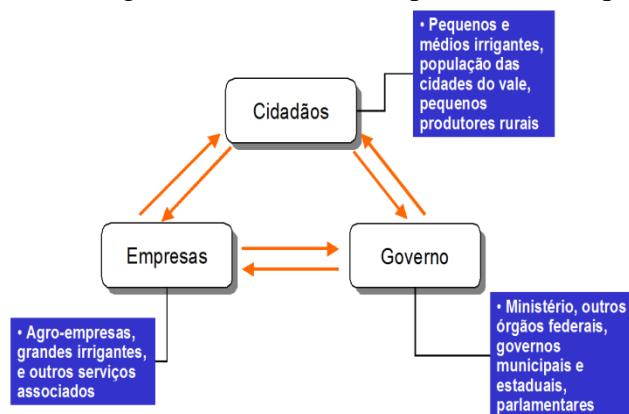 • Pequenos e
médios irrigantes,
população das
cidades do vale,
pequenos
produtores rurais
Cidadãos
Empresas
Governo
• Agro-empresas,
grandes irrigantes,
e outros serviços
associados
• Ministério, outros
órgãos federais,
governos
municipais e
estaduais,
parlamentares